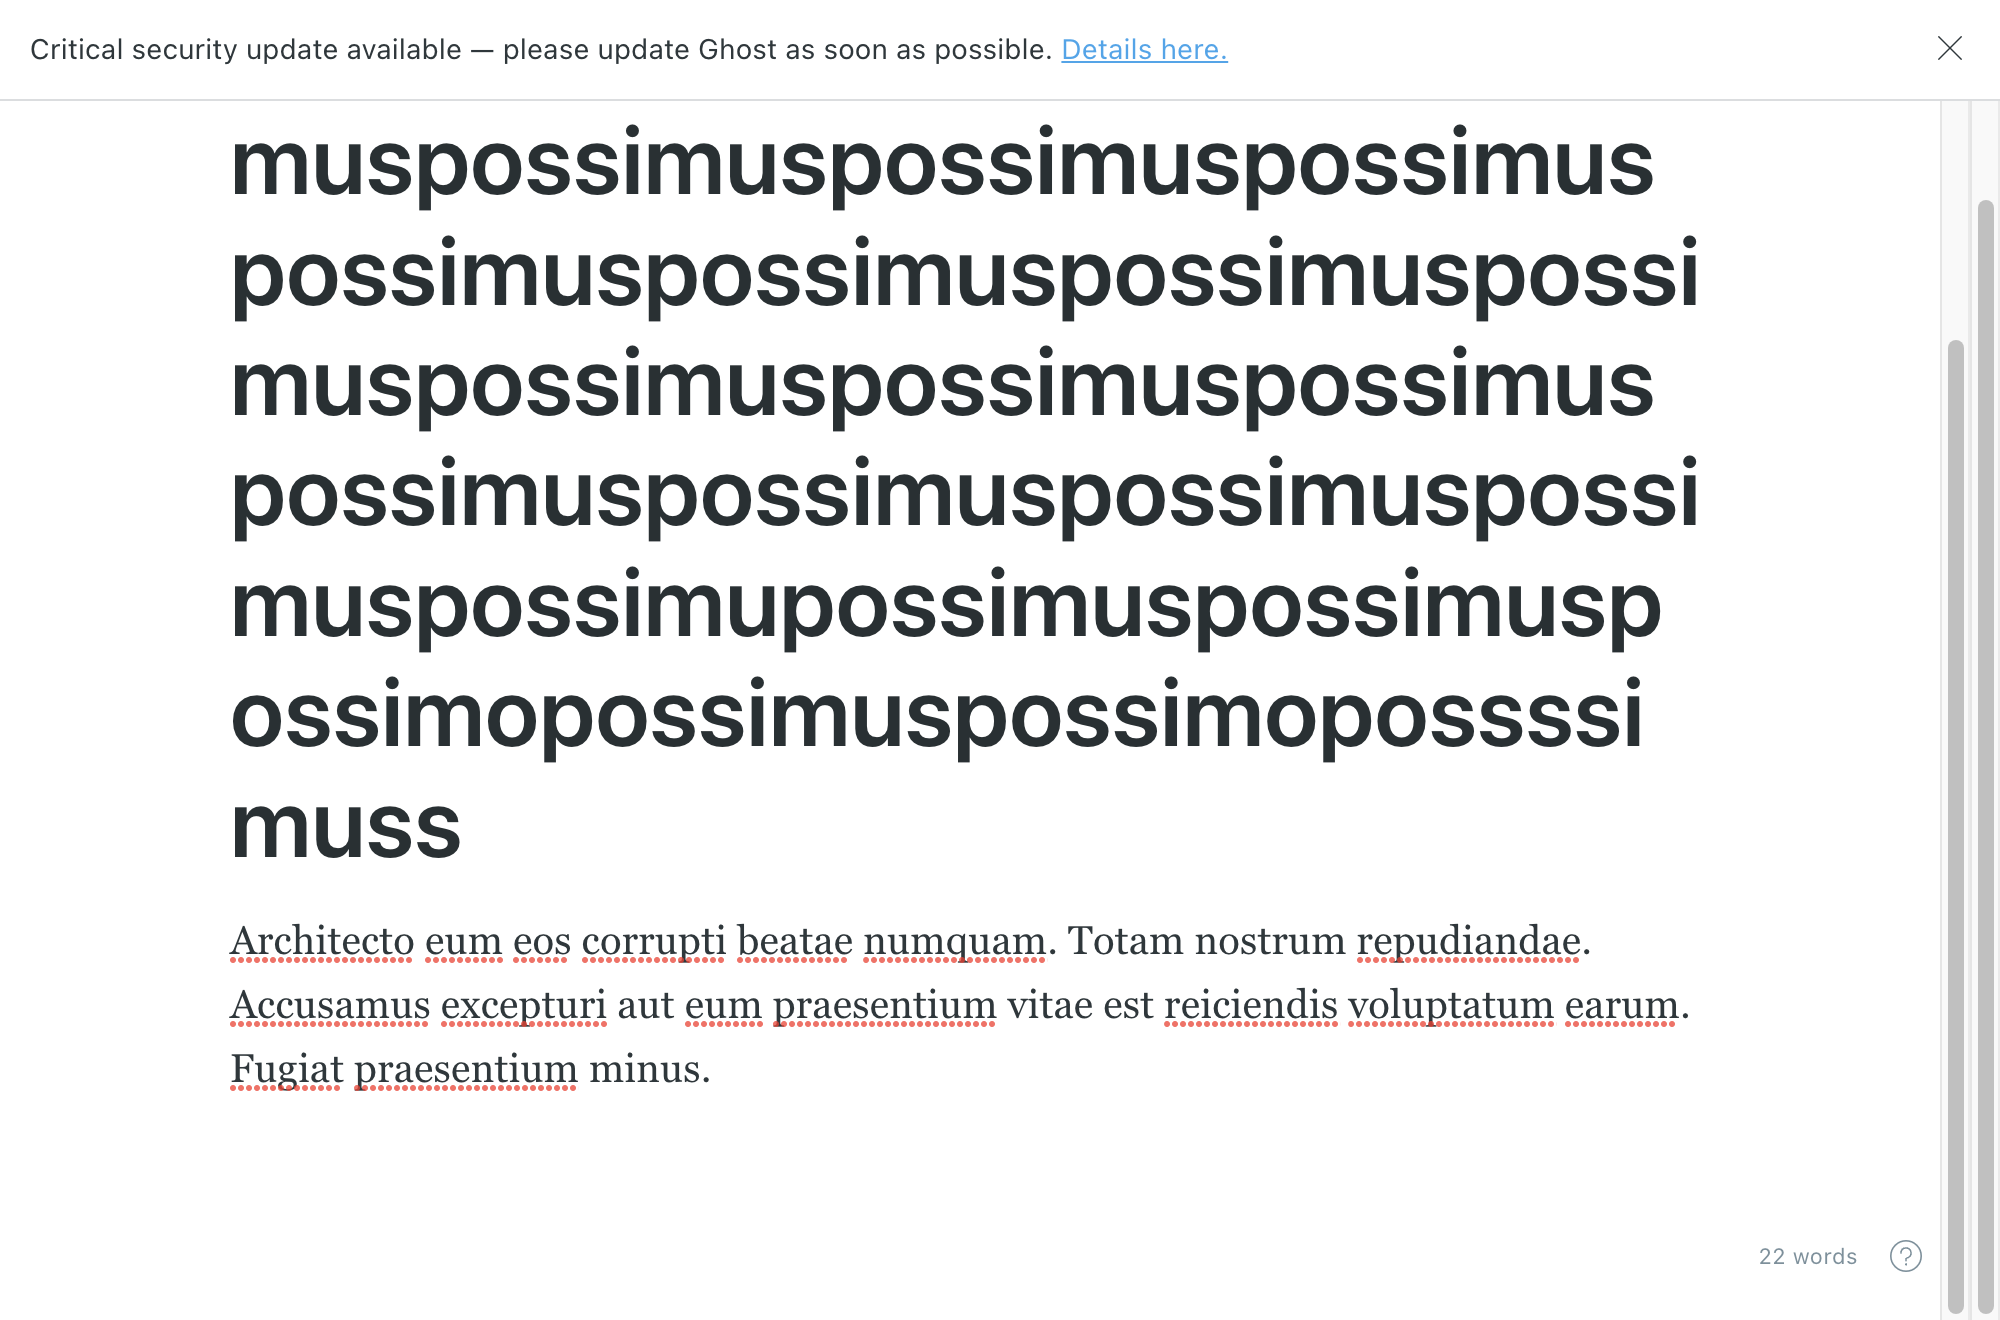 Critical security update available — please update Ghost as soon as possible. Details here.
muspossimuspossimuspossimus
possimuspossimuspossimuspossi
muspossimuspossimuspossimus
possimuspossimuspossimuspossi
muspossimupossimuspossimusp
ossimopossimuspossimopossssi
muss
Architecto eum eos corrupti beatae numquam. Totam nostrum repudiandae.
Accusamus excepturi aut eum praesentium vitae est reiciendis voluptatum earum.
Fugiat praesentium minus.
22 words ?